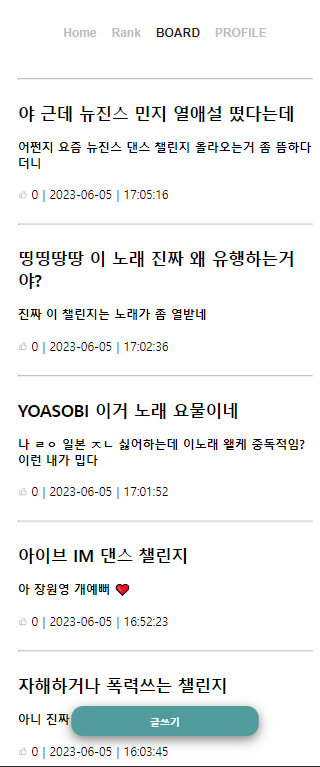 Home Rank BOARD PROFILE
야 근데 뉴진스 민지 열애설 떴다는데
어쩐지 요즘 뉴진스 댄스 챌린지 올라오는거 좀 뜸하다
더니
0 | 2023-06-05 | 17:05:16
띵띵땅땅 이 노래 진짜 왜 유행하는거
야?
진짜 이 챌린지는 노래가 좀 열받네
0 | 2023-06-05 | 17:02:36
YOASOBI 이거 노래 요물이네
나 ㄹㅇ 일본 ㅈㄴ 싫어하는데 이노래 왤케 중독적임?
이런 내가 밉다
0 | 2023-06-05 | 17:01:52
아이브 IM 댄스 챌린지
아 장원영 개예뻐 ❤️
0 | 2023-06-05 | 16:52:23
자해하거나 폭력쓰는 챌린지
아니 진짜
글쓰기
0 | 2023-06-05 | 16:03:45